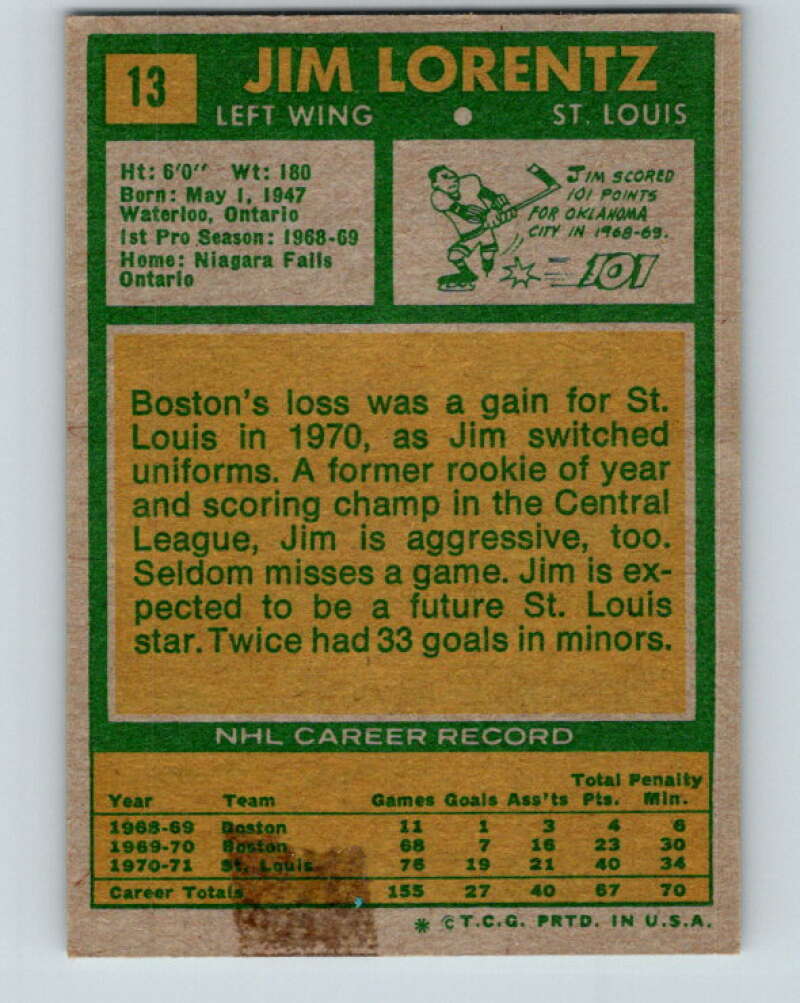 13
JIM LORENTZ
LEFT WING • ST. LOUIS
Ht: 6'0" Wt: 180
Born: May 1, 1947
Waterloo, Ontario
1st Pro Season: 1968-69
Home: Niagara Falls
Ontario
JIM SCORED
101 POINTS
FOR OKLAHOMA
CITY IN 1968-69.
101
Boston's loss was a gain for St.
Louis in 1970, as Jim switched
uniforms. A former rookie of year
and scoring champ in the Central
League, Jim is aggressive, too.
Seldom misses a game. Jim is ex-
pected to be a future St. Louis
star. Twice had 33 goals in minors.
NHL CAREER RECORD
Total Penalty
Year Team Games Goals Ass'ts Pts. Min.
1968-69 Boston 11 1 3 4 6
1969-70 Boston 68 7 16 23 30
1970-71 St. Louis 76 19 21 40 34
Career Totals 155 27 40 67 70
* © T.C.G. PRTD. IN U.S.A.